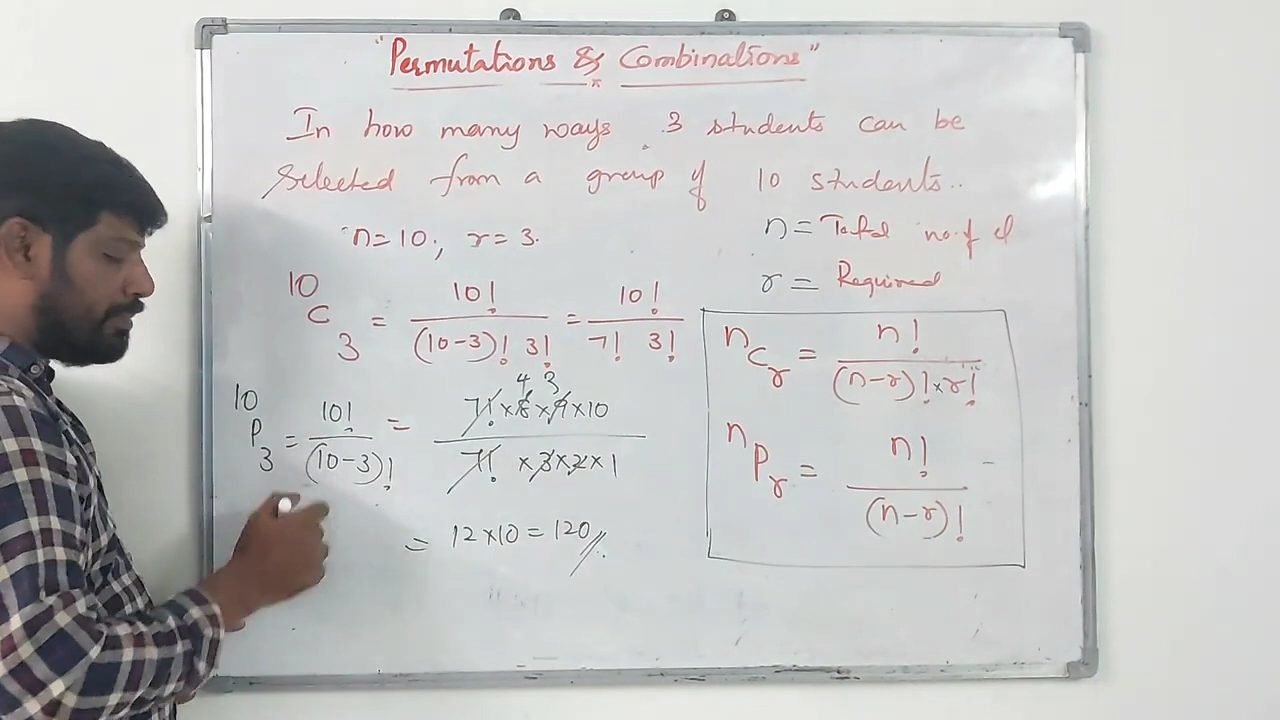 "Permutations & Combinations"
In how many ways 3 students can be
selected from a group of 10 students..
n=10, r=3.
n = Total no. of
r = Required
¹⁰C₃ = 10!/(10-3)! 3! = 10!/7! 3!
7! × 8 × 9 × 10 / 7! × 3 × 2 × 1
4 3
= 12×10 = 120
¹⁰P₃ = 10!/(10-3)! =
ⁿCᵣ = n!/(n-r)! × r!
ⁿPᵣ = n!/(n-r)!